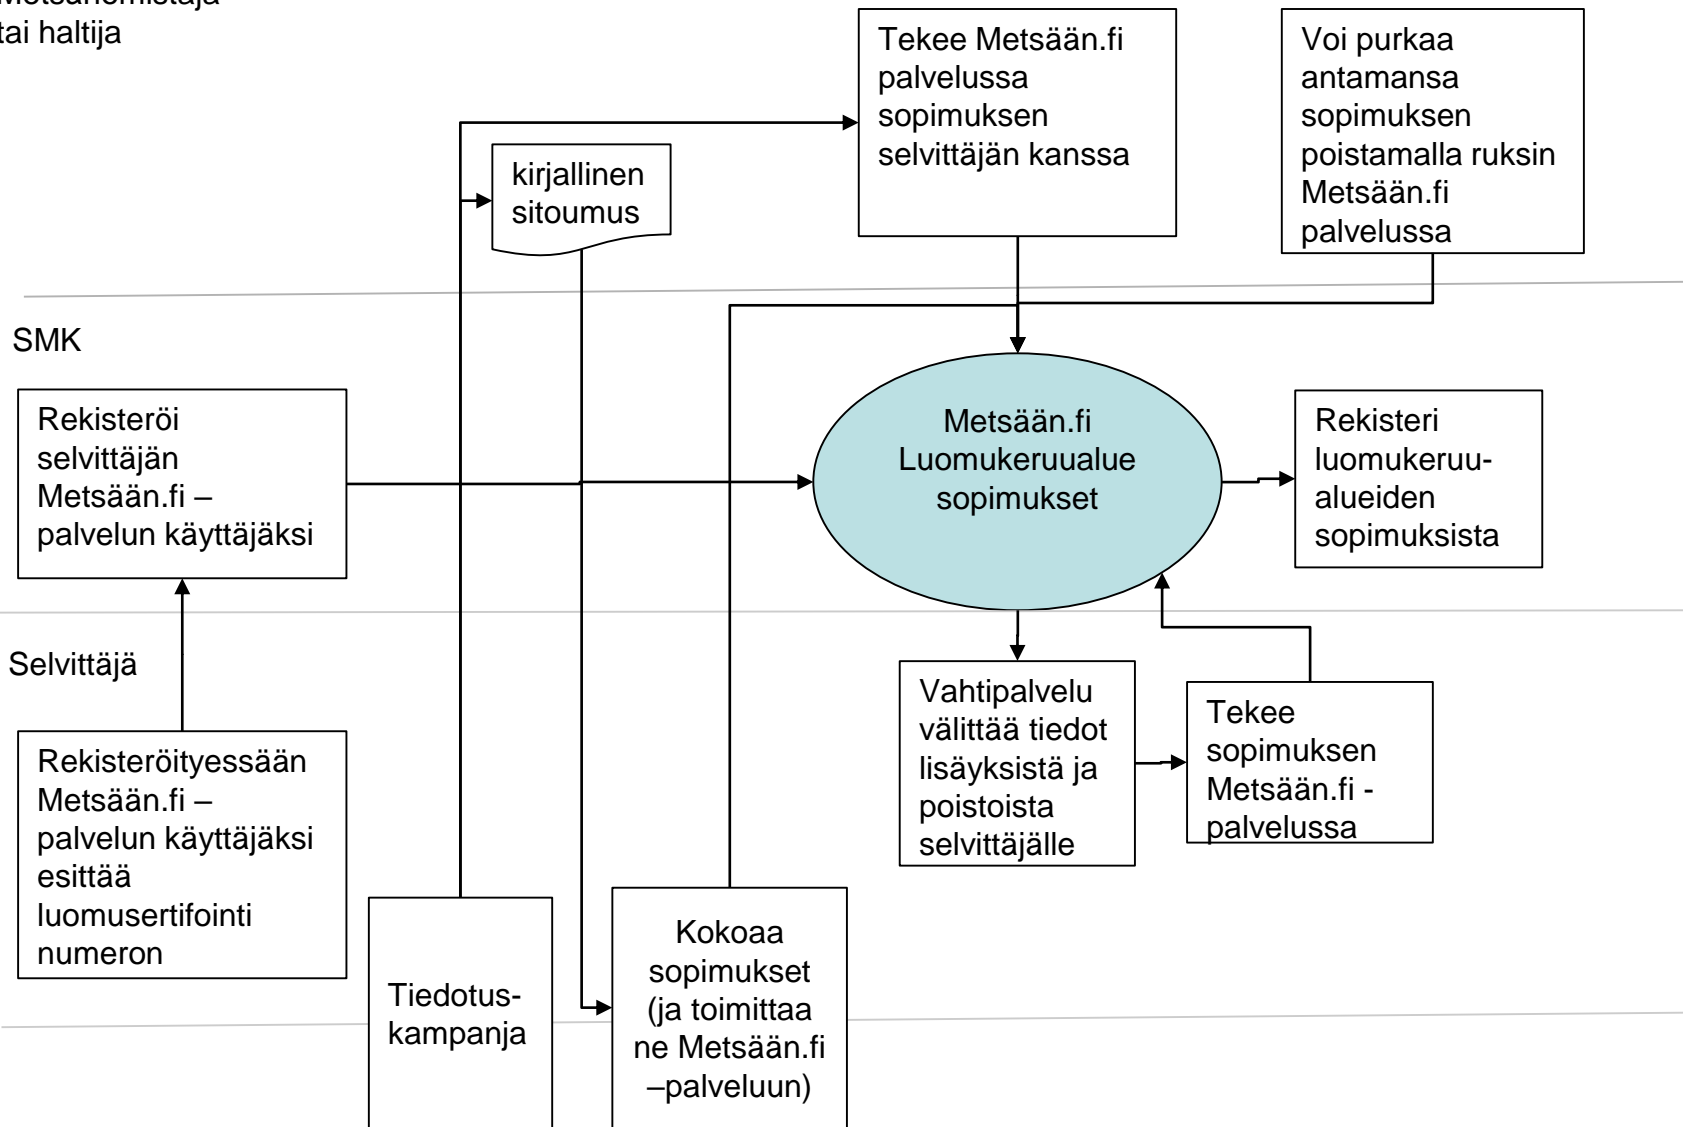 tai haltija
Tekee Metsään.fi
palvelussa
sopimuksen
selvittäjän kanssa
Voi purkaa
antamansa
sopimuksen
poistamalla ruksin
Metsään.fi
palvelussa
kirjallinen
sitoumus
SMK
Rekisteröi
selvittäjän
Metsään.fi –
palvelun käyttäjäksi
Metsään.fi
Luomukeruualue
sopimukset
Rekisteri
luomukeruu-
alueiden
sopimuksista
Selvittäjä
Rekisteröityessään
Metsään.fi –
palvelun käyttäjäksi
esittää
luomusertifointi
numeron
Vahtipalvelu
välittää tiedot
lisäyksistä ja
poistoista
selvittäjälle
Tekee
sopimuksen
Metsään.fi -
palvelussa
Tiedotus-
kampanja
Kokoaa
sopimukset
(ja toimittaa
ne Metsään.fi
–palveluun)